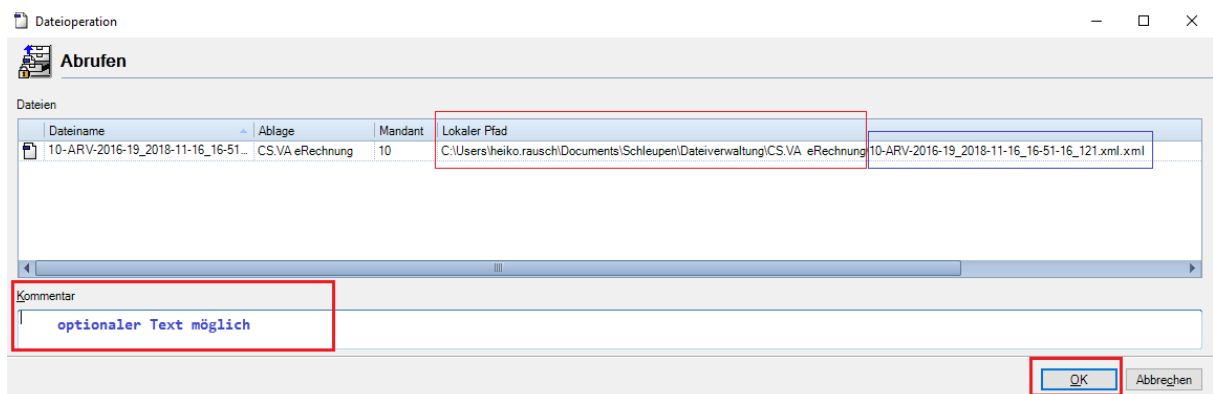 Dateioperation
Abrufen
Dateien
Dateiname Ablage Mandant Lokaler Pfad
10-ARV-2016-19_2018-11-16_16-51... CS.VA eRechnung 10 C:\Users\heiko.rausch\Documents\Schleupen\Dateiverwaltung\CS.VA eRechnung\10-ARV-2016-19_2018-11-16_16-51-16_121.xml.xml
Kommentar
optionaler Text möglich
OK Abbrechen